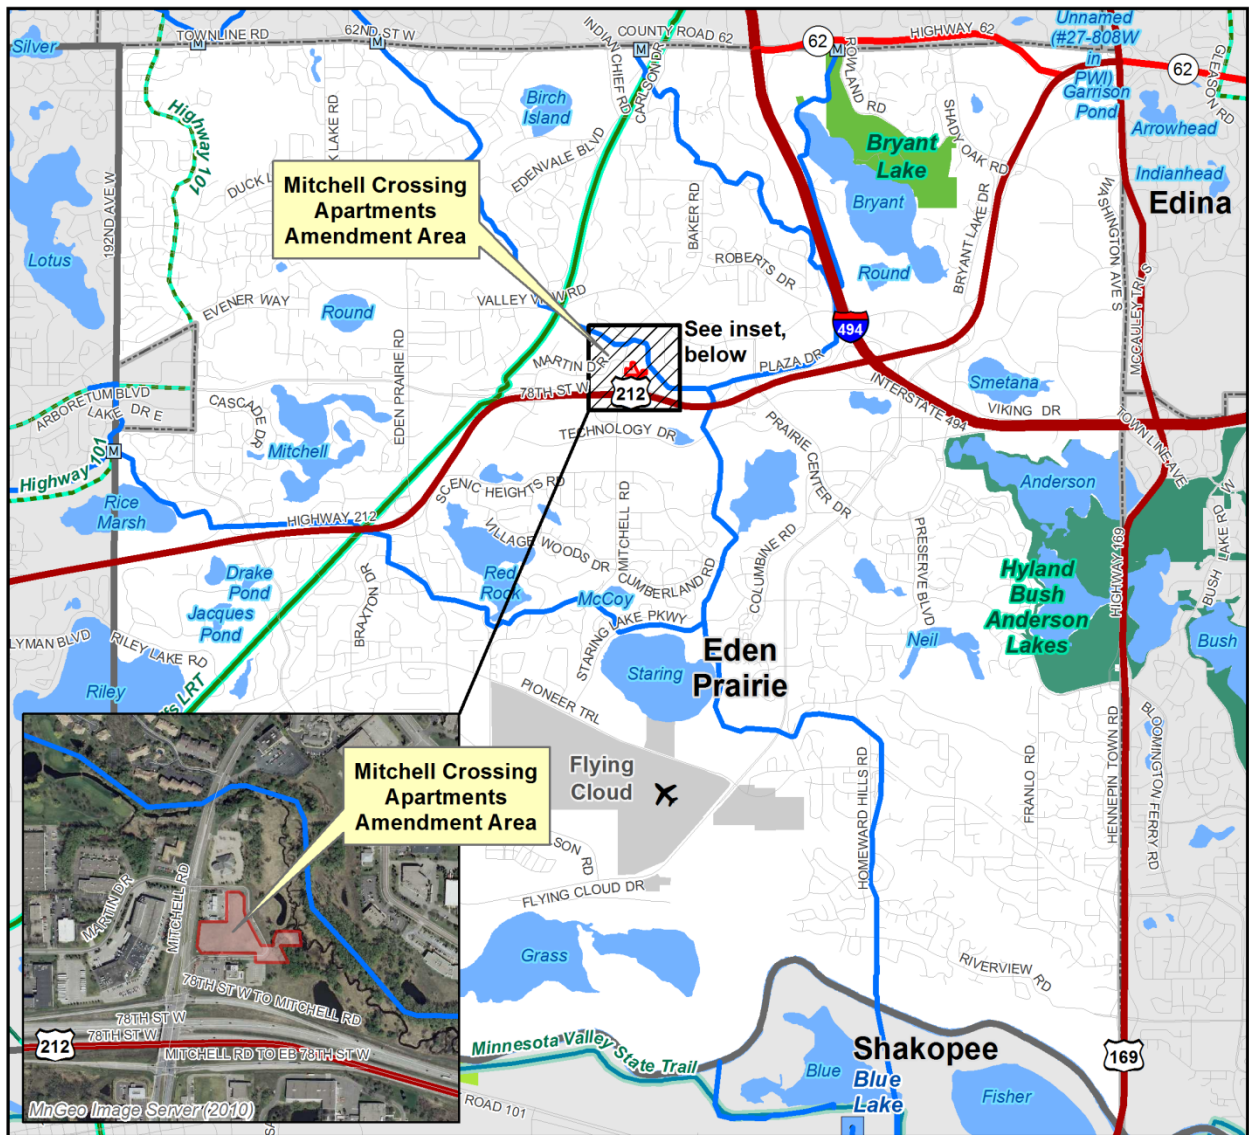 Silver
TOWNLINE RD
62ND ST W
M
M
INDIAN CHIEF RD
M
COUNTY ROAD 62
CARLSON DR
62
M
HIGHWAY 62
Unnamed
(#27-808W
in
PWI)
Garrison
Pond
62
GLEASON RD
ROWLAND RD
SHADY OAK RD
Arrowhead
Indianhead
Edina
Highway 101
LAKE RD
Birch
Island
EDENVALE BLVD
DUCK L
Mitchell Crossing
Apartments
Amendment Area
Bryant
Lake
Bryant
BAKER RD
192ND AVE W
Lotus
ROBERTS DR
Round
BRYANT LAKE DR
WASHINGTON AVE S
MCCAULEY TRL S
EVENER WAY
Round
VALLEY VIEW RD
See inset,
below
494
EDEN PRAIRIE RD
MARTIN DR
PLAZA DR
78TH ST W
212
INTERSTATE 494
Smetana
VIKING DR
ARBORETUM BLVD
LAKE DR E
CASCADE DR
Mitchell
TECHNOLOGY DR
PRAIRIE CENTER DR
TOWN LINE AVE
Highway 101
M
Rice
Marsh
HIGHWAY 212
SCENIC HEIGHTS RD
MITCHELL RD
Anderson
BUSH LAKE RD W
VILLAGE WOODS DR
COLUMBINE RD
PRESERVE BLVD
HIGHWAY 169
Drake
Pond
Jacques
Pond
BRAXTON DR
Red
Rock
CUMBERLAND RD
McCoy
Hyland
Bush
Anderson
Lakes
BUSH
LYMAN BLVD
RILEY LAKE RD
STARING LAKE PKWY
Eden
Prairie
Neil
Bush
Riley
Staring
ffs LRT
PIONEER TRL
Flying
Cloud
HOMEWARD HILLS RD
FRANLO RD
HENNEPIN TOWN RD
BLOOMINGTON FERRY RD
Mitchell Crossing
Apartments
Amendment Area
SON RD
FLYING CLOUD DR
MARTIN DR
MITCHELL RD
Grass
RIVERVIEW RD
78TH ST W TO MITCHELL RD
78TH ST W
78TH ST W
212
MITCHELL RD TO EB 78TH ST W
Minnesota Valley State Trail
Shakopee
169
Blue
Blue
Lake
Fisher
MnGeo Image Server (2010)
ROAD 101